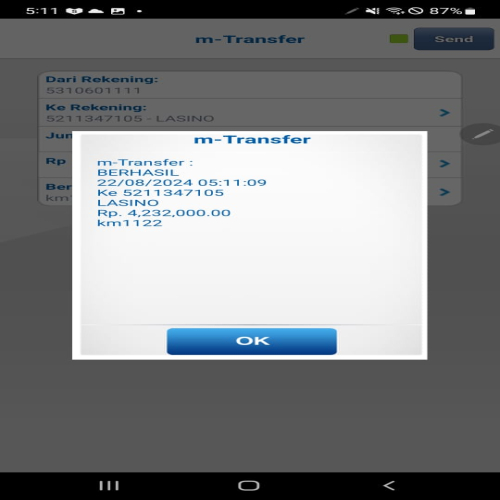 5:11
87%
m-Transfer
Send
Dari Rekening:
5310601111
Ke Rekening:
5211347105 - LASINO
Jum
Rp
Ber
km1
m-Transfer
m-Transfer :
BERHASIL
22/08/2024 05:11:09
Ke 5211347105
LASINO
Rp. 4,232,000.00
km1122
OK